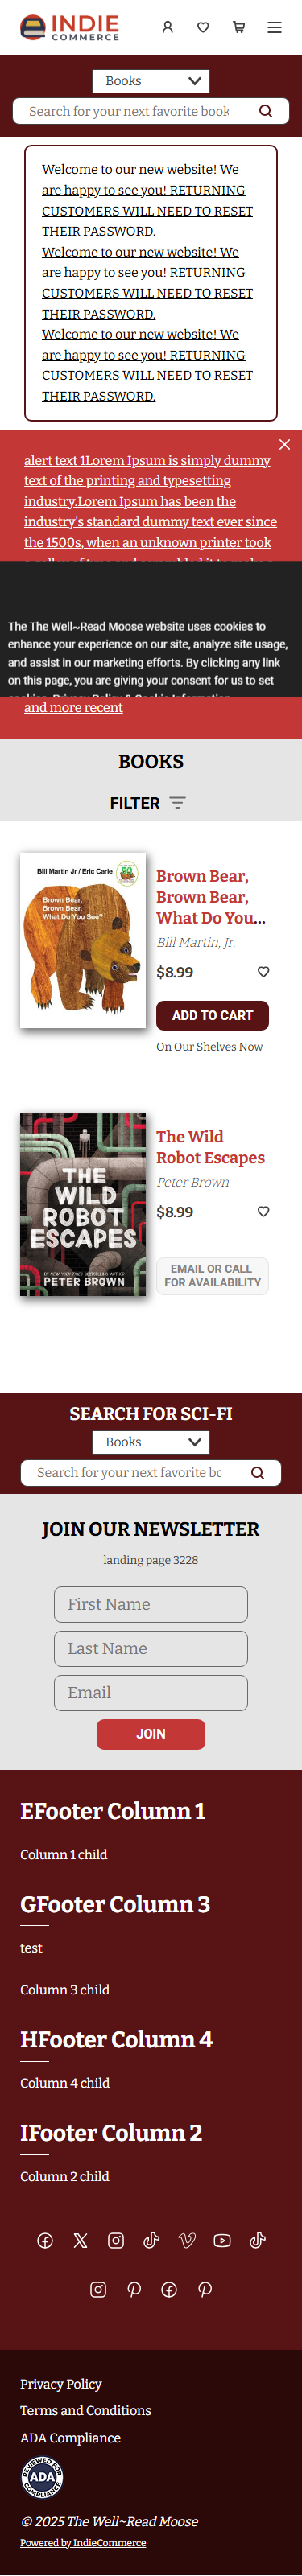 INDIE
COMMERCE
Books
Search for your next favorite book
Welcome to our new website! We
are happy to see you! RETURNING
CUSTOMERS WILL NEED TO RESET
THEIR PASSWORD.
Welcome to our new website! We
are happy to see you! RETURNING
CUSTOMERS WILL NEED TO RESET
THEIR PASSWORD.
Welcome to our new website! We
are happy to see you! RETURNING
CUSTOMERS WILL NEED TO RESET
THEIR PASSWORD.
alert text 1Lorem Ipsum is simply dummy
text of the printing and typesetting
industry.Lorem Ipsum has been the
industry's standard dummy text ever since
the 1500s, when an unknown printer took
The The Well~Read Moose website uses cookies to
enhance your experience on our site, analyze site usage,
and assist in our marketing efforts. By clicking any link
on this page, you are giving your consent for us to set
cookies. Privacy Policy & Cookie Information
and more recent
BOOKS
FILTER
Bill Martin Jr / Eric Carle
50
Brown Bear,
Brown Bear,
What Do You See?
Brown Bear,
Brown Bear,
What Do You...
Bill Martin, Jr.
$8.99
ADD TO CART
On Our Shelves Now
THE
WILD
ROBOT
ESCAPES
PETER BROWN
The Wild
Robot Escapes
Peter Brown
$8.99
EMAIL OR CALL
FOR AVAILABILITY
SEARCH FOR SCI-FI
Books
Search for your next favorite bo
JOIN OUR NEWSLETTER
landing page 3228
First Name
Last Name
Email
JOIN
EFooter Column 1
Column 1 child
GFooter Column 3
test
Column 3 child
HFooter Column 4
Column 4 child
IFooter Column 2
Column 2 child
Privacy Policy
Terms and Conditions
ADA Compliance
REVIEWED FOR
ADA
© 2025 The Well~Read Moose
Powered by IndieCommerce